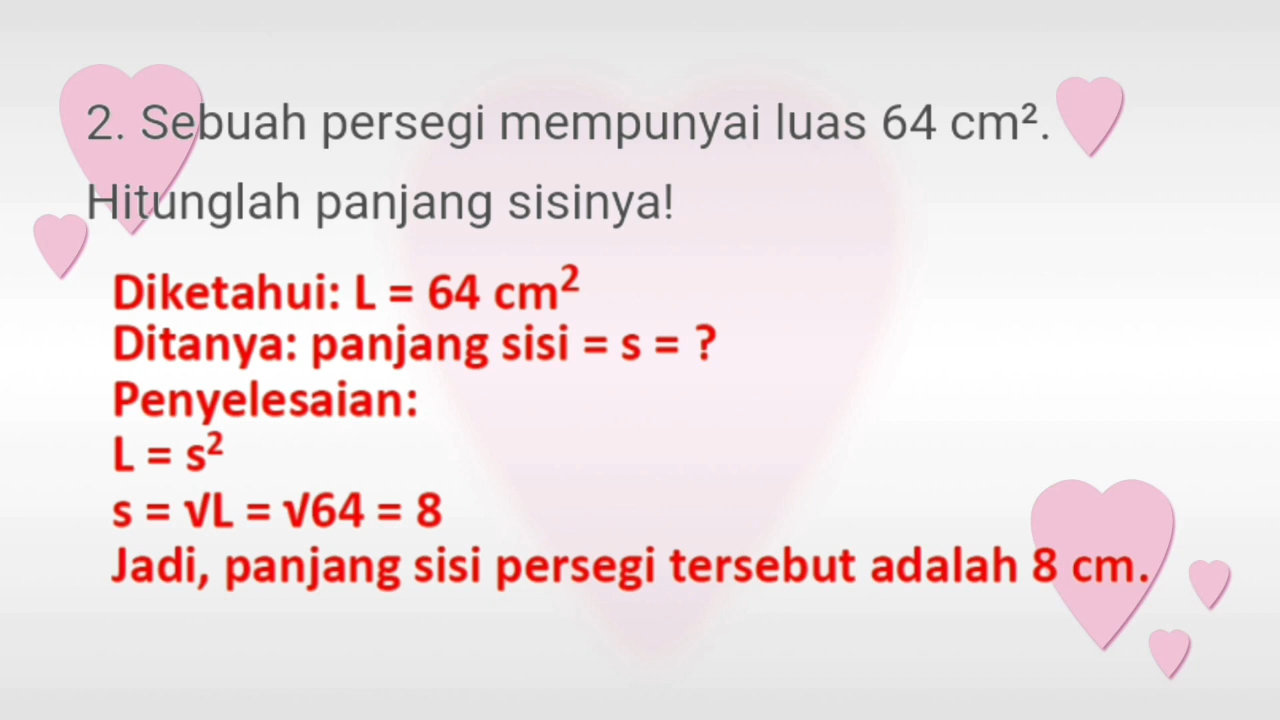 2. Sebuah persegi mempunyai luas 64 cm².
Hitunglah panjang sisinya!
Diketahui: L = 64 cm²
Ditanya: panjang sisi = s = ?
Penyelesaian:
L = s²
s = √L = √64 = 8
Jadi, panjang sisi persegi tersebut adalah 8 cm.